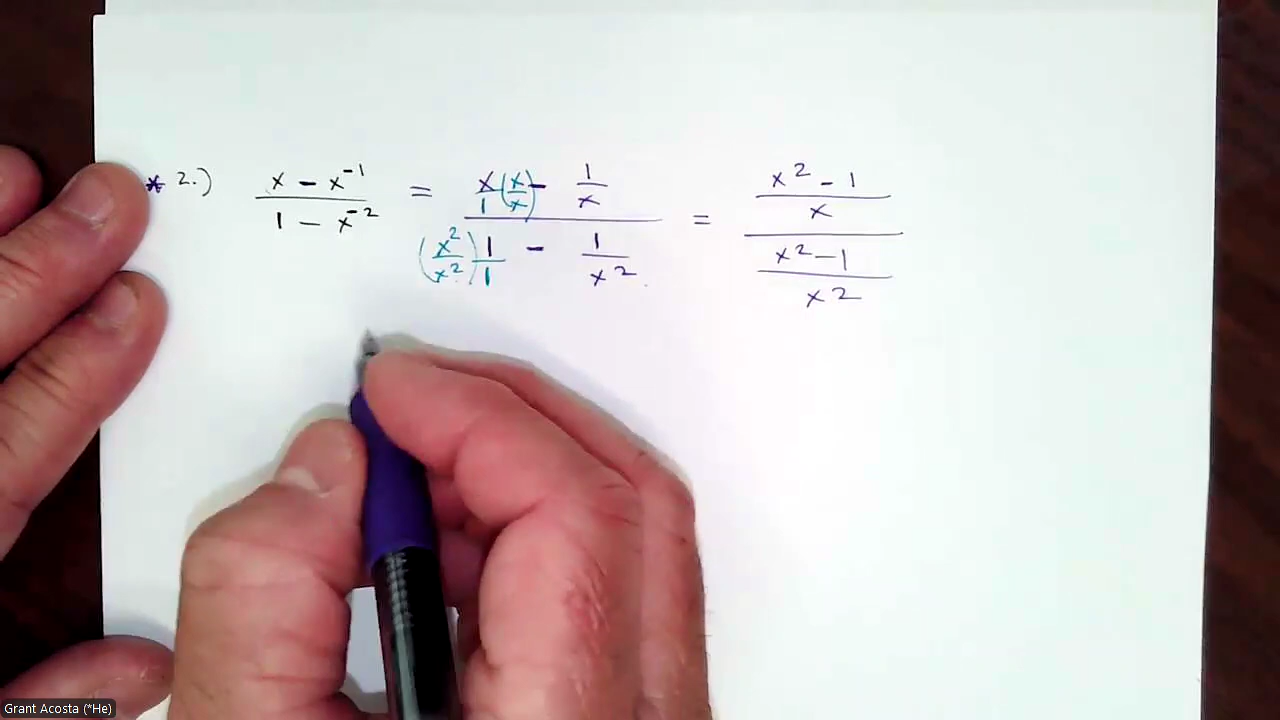 * 2.) (x - x⁻¹)/(1 - x⁻²) = (x/1 (x/x) - 1/x)/((x²/x²) 1/1 - 1/x²) = ((x² - 1)/x)/((x² - 1)/x²)
Grant Acosta (*He)